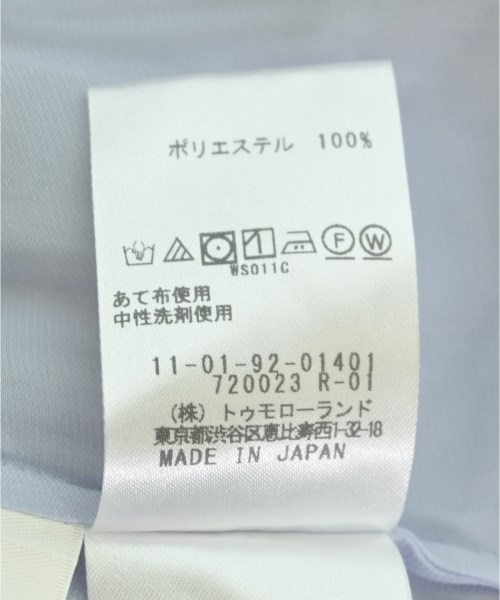 ポリエステル 100%
F W
WS011C
あて布使用
中性洗剤使用
11-01-92-01401
720023 R-01
(株) トゥモローランド
東京都渋谷区恵比寿西1-32-18
MADE IN JAPAN